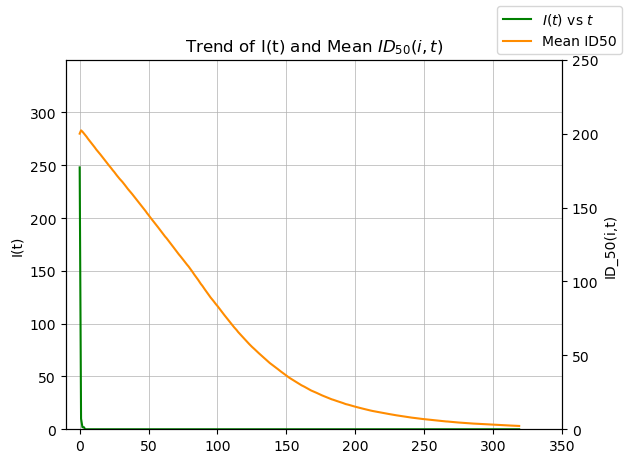 I(t) vs t
Mean ID50
Trend of I(t) and Mean ID₅₀(i, t)
300
250
200
150
100
50
0
I(t)
250
200
150
100
50
0
ID_50(i,t)
0 50 100 150 200 250 300 350